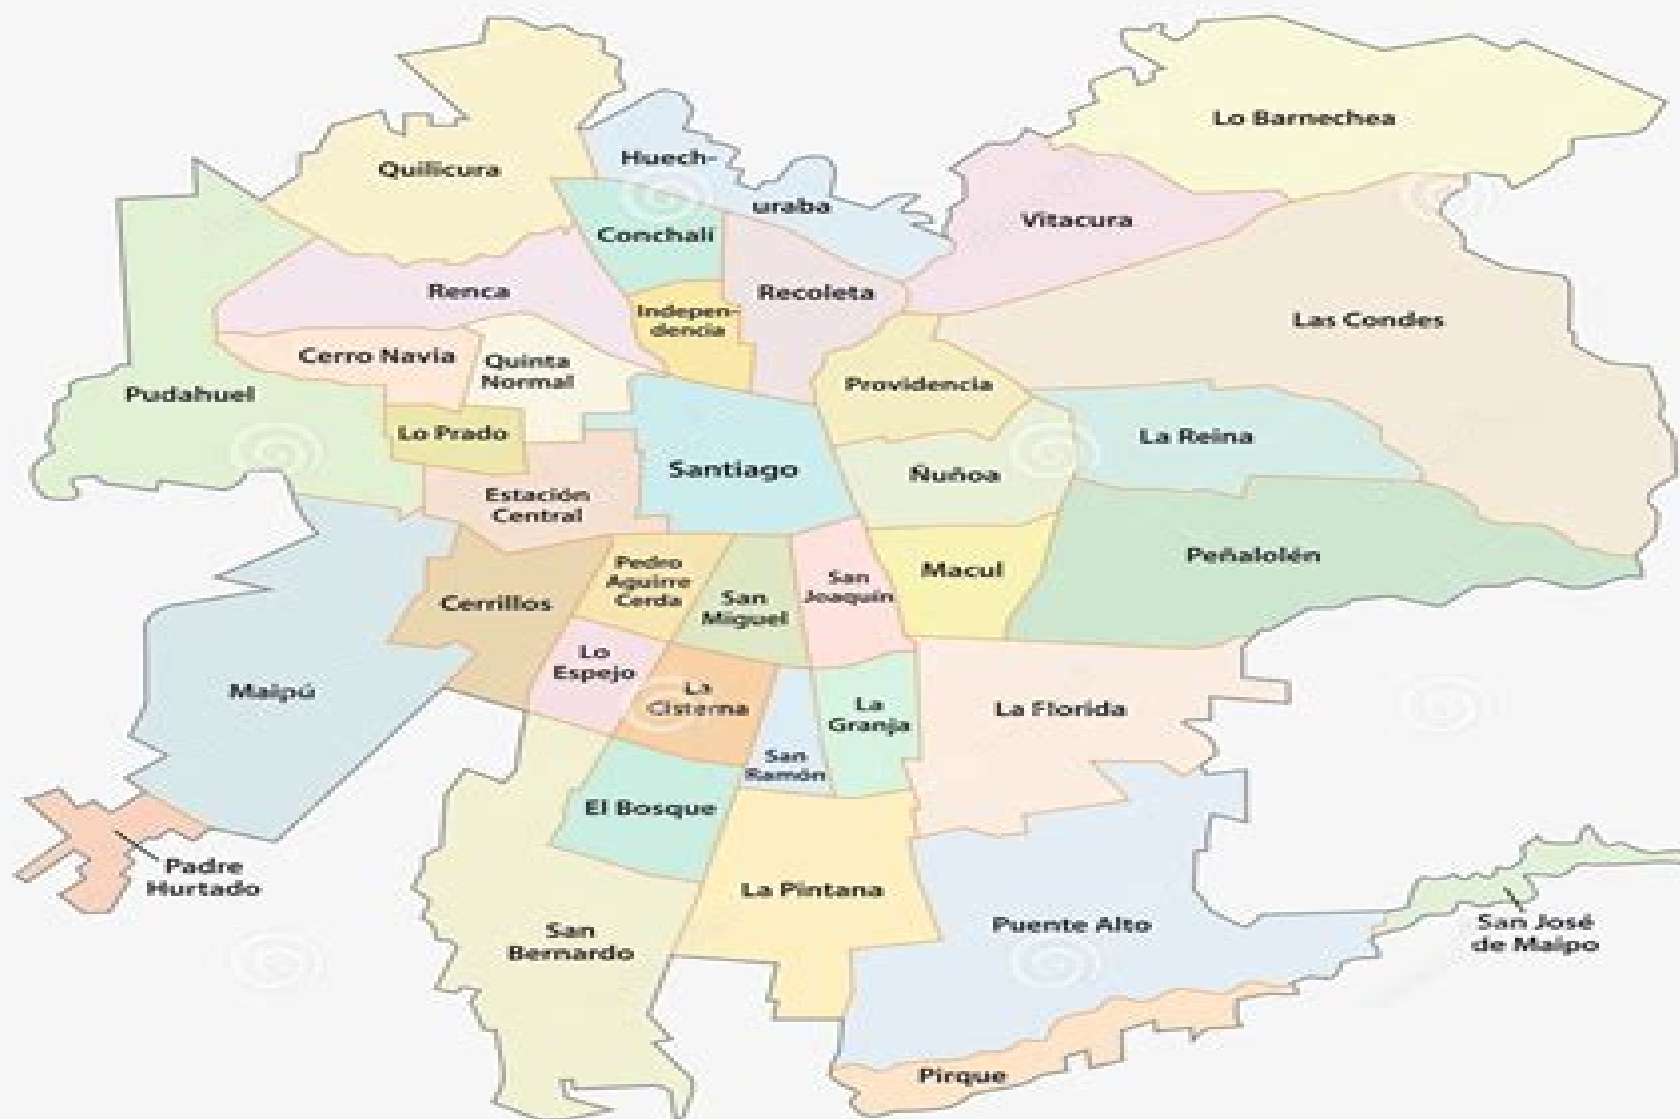 Lo Barnechea
Quilicura
Huech-
uraba
Vitacura
Conchalí
Renca
Recoleta
Indepen-
dencia
Las Condes
Cerro Navia
Quinta
Normal
Providencia
Pudahuel
Lo Prado
La Reina
Santiago
Ñuñoa
Estación
Central
Peñalolén
Macul
Pedro
Aguirre
Cerda
San
Joaquín
Cerrillos
San
Miguel
Lo
Espejo
Maipú
La
Cisterna
La
Granja
La Florida
San
Ramón
El Bosque
Padre
Hurtado
La Pintana
Puente Alto
San José
de Maipo
San
Bernardo
Pirque